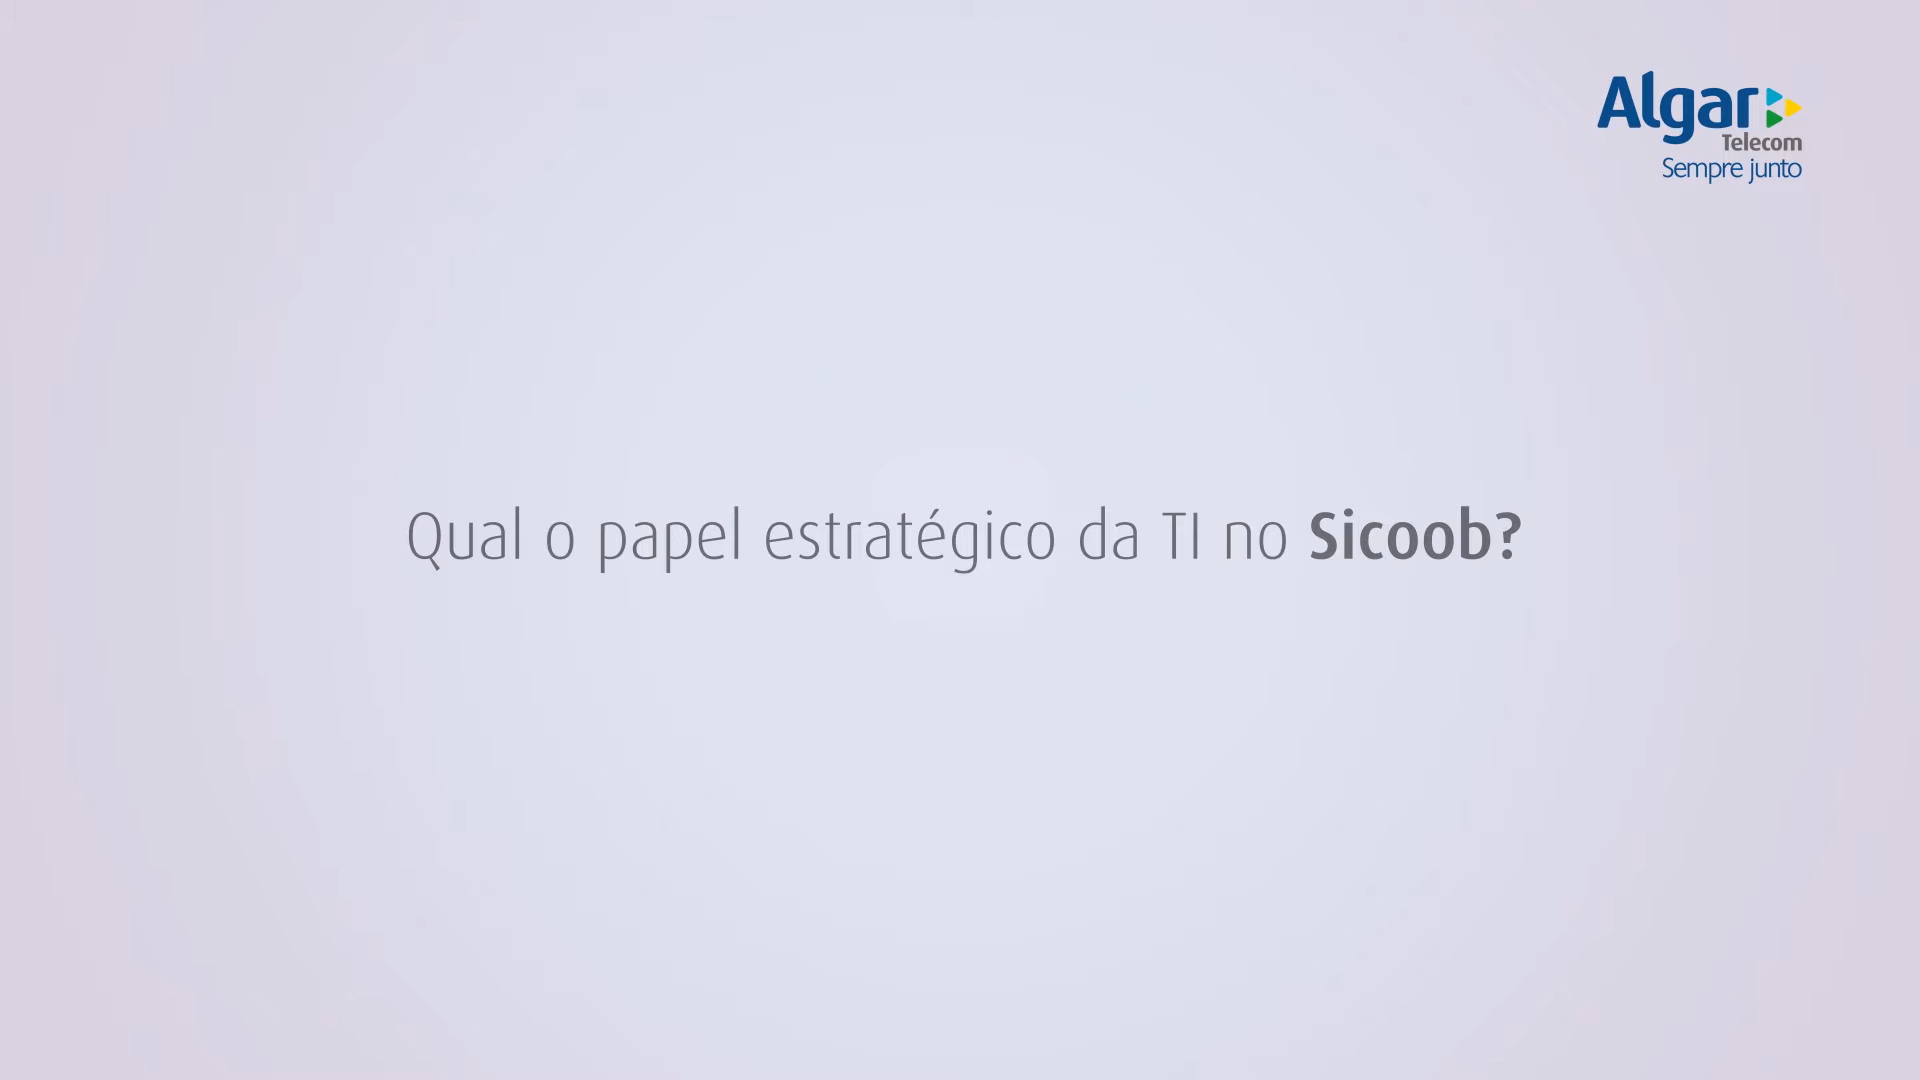 Algar
Telecom
Sempre junto
Qual o papel estratégico da TI no Sicoob?